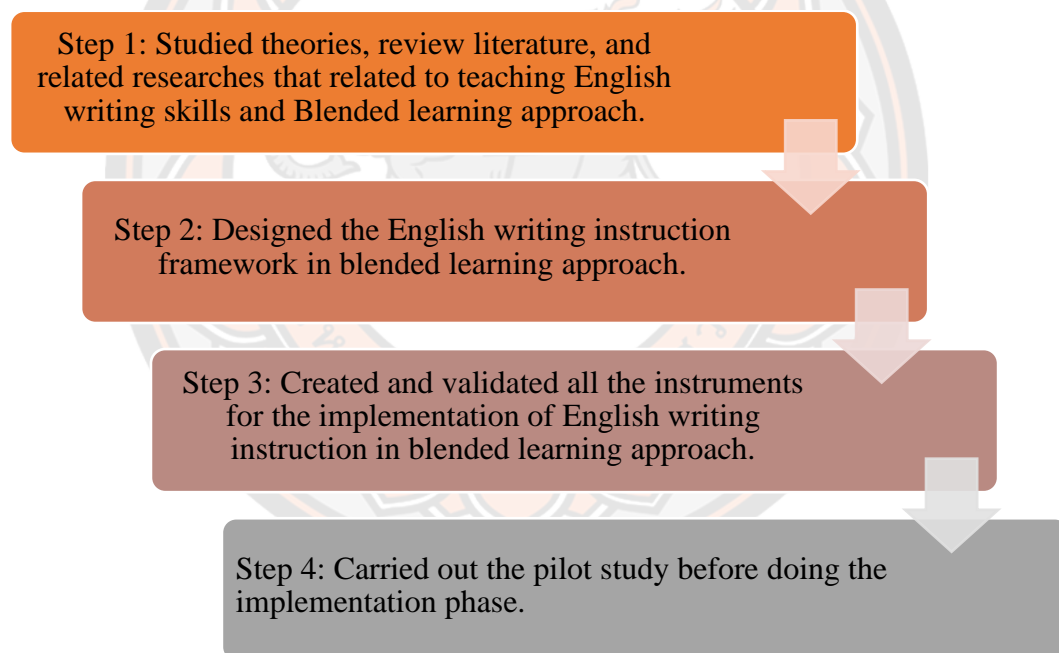 Step 1: Studied theories, review literature, and
related researches that related to teaching English
writing skills and Blended learning approach.
Step 2: Designed the English writing instruction
framework in blended learning approach.
Step 3: Created and validated all the instruments
for the implementation of English writing
instruction in blended learning approach.
Step 4: Carried out the pilot study before doing the
implementation phase.